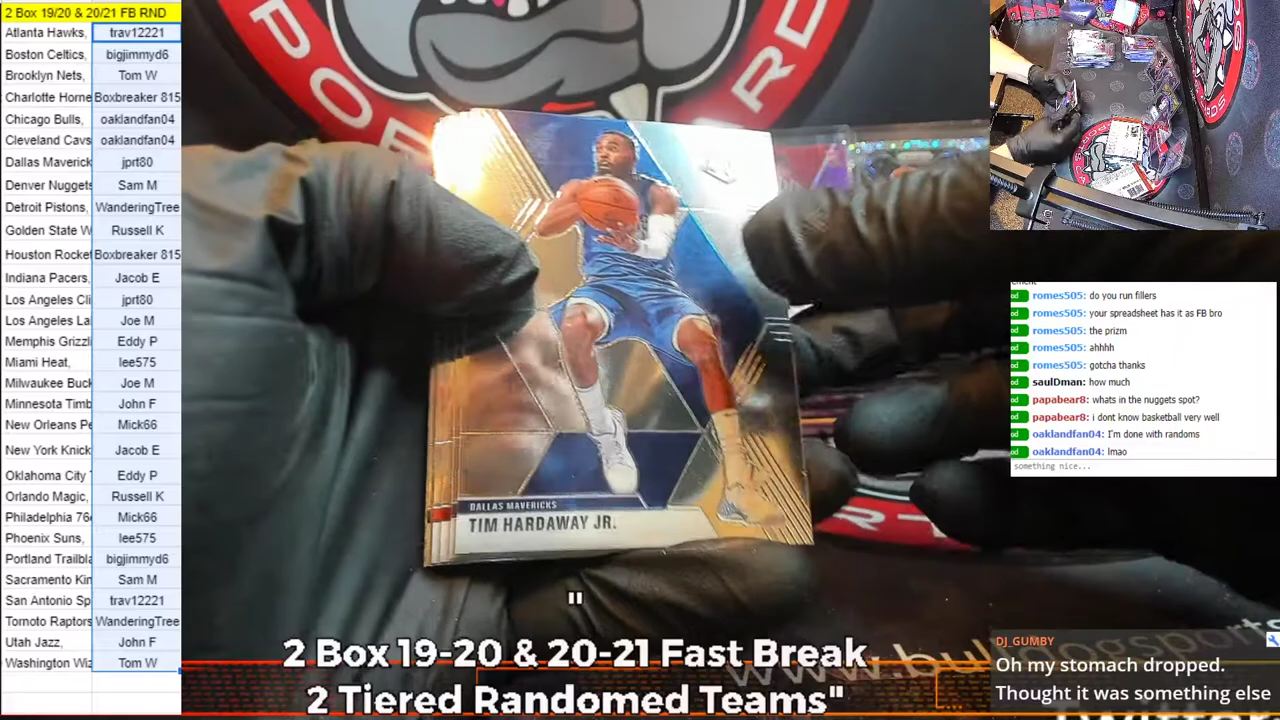 2 Box 19/20 & 20/21 FB RND
Atlanta Hawks, trav12221
Boston Celtics, bigjimmyd6
Brooklyn Nets, Tom W
Charlotte Horne Boxbreaker 815
Chicago Bulls, oaklandfan04
Cleveland Cavs oaklandfan04
Dallas Maverick jprt80
Denver Nuggets Sam M
Detroit Pistons, WanderingTree
Golden State W Russell K
Houston Rocket Boxbreaker 815
Indiana Pacers, Jacob E
Los Angeles Cli jprt80
Los Angeles La Joe M
Memphis Grizzli Eddy P
Miami Heat, lee575
Milwaukee Buck Joe M
Minnesota Timb John F
New Orleans Pe Mick66
New York Knick Jacob E
Oklahoma City Eddy P
Orlando Magic, Russell K
Philadelphia 76 Mick66
Phoenix Suns, lee575
Portland Trailbla bigjimmyd6
Sacramento Kin Sam M
San Antonio Sp trav12221
Tornoto Raptors WanderingTree
Utah Jazz, John F
Washington Wiz Tom W
DALLAS MAVERICKS
TIM HARDAWAY JR.
"
2 Box 19-20 & 20-21 Fast Break
2 Tiered Randomed Teams"
romes505: do you run fillers
romes505: your spreadsheet has it as FB bro
romes505: the prizm
romes505: ahhhh
romes505: gotcha thanks
saulDman: how much
papabear8: whats in the nuggets spot?
papabear8: i dont know basketball very well
oaklandfan04: I'm done with randoms
oaklandfan04: lmao
something nice...
DJ_GUMBY
Oh my stomach dropped.
Thought it was something else